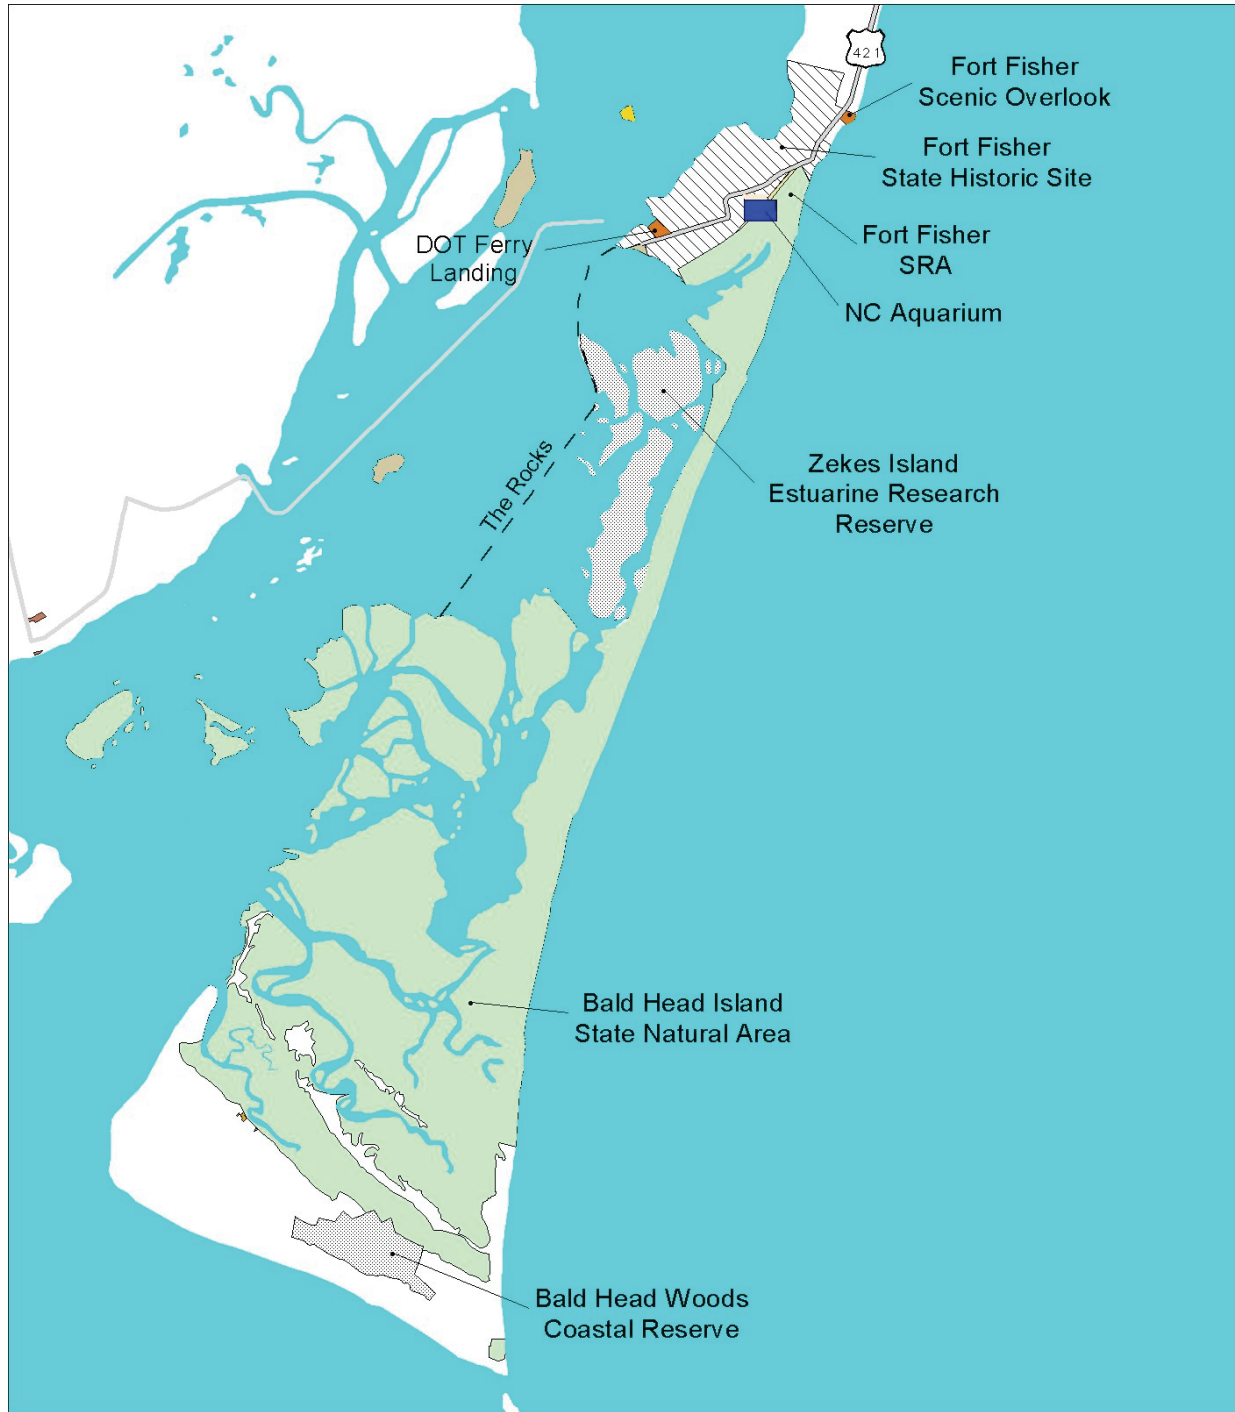 421
Fort Fisher
Scenic Overlook
Fort Fisher
State Historic Site
DOT Ferry
Landing
Fort Fisher
SRA
NC Aquarium
The Rocks
Zekes Island
Estuarine Research
Reserve
Bald Head Island
State Natural Area
Bald Head Woods
Coastal Reserve